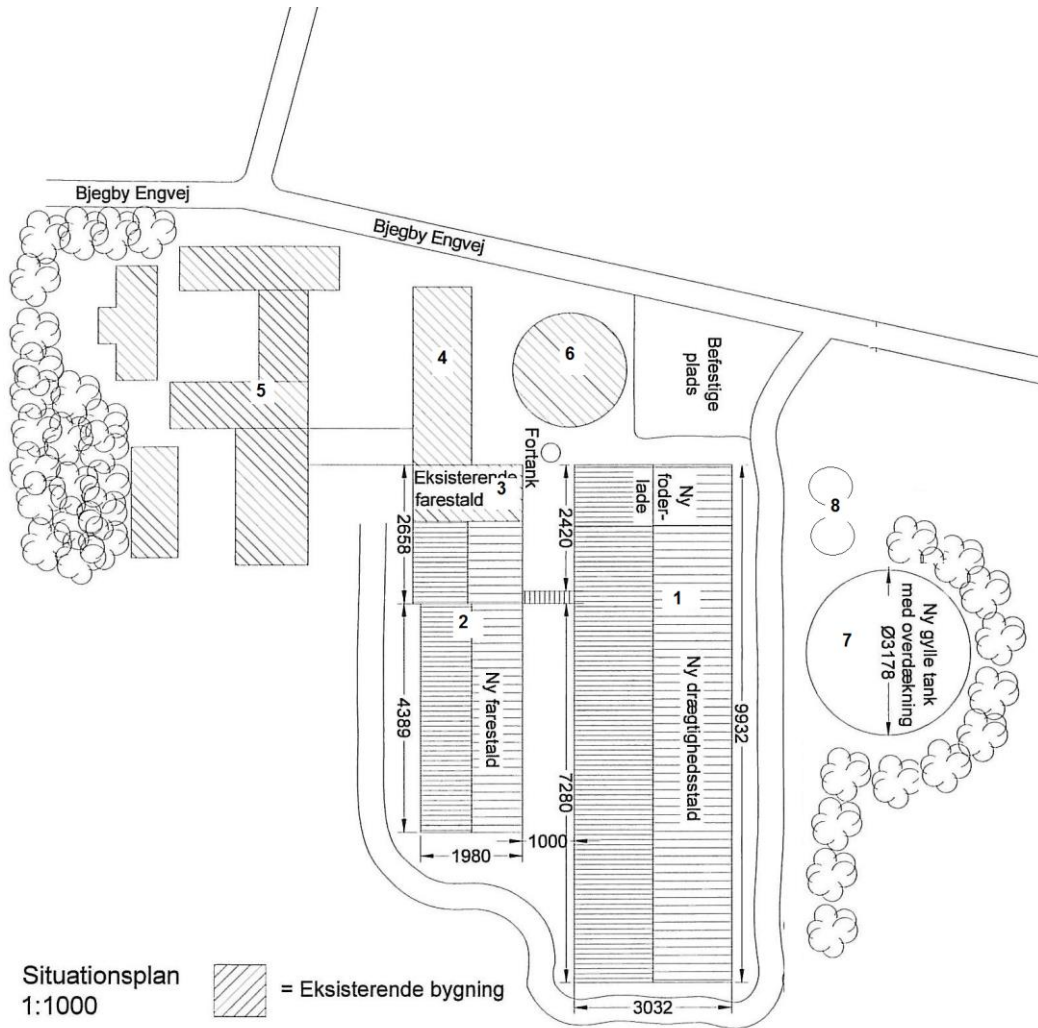 Bjegby Engvej
Bjegby Engvej
Befestige
plads
4
6
5
Fortank
Eksisterende
farestald
3
Ny
foder-
lade
8
2658
2420
1
2
Ny farestald
Ny drægtighedsstald
7
Ny gylle tank
med overdækning
Ø3178
4389
7280
9932
1980
1000
3032
Situationsplan
1:1000
= Eksisterende bygning